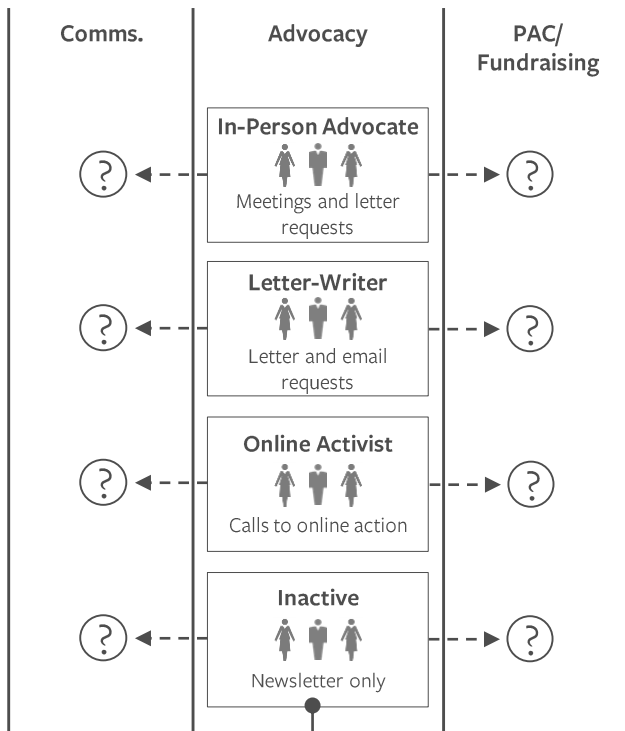 Comms.
Advocacy
PAC/
Fundraising
In-Person Advocate
? ?
Meetings and letter
requests
Letter-Writer
? ?
Letter and email
requests
Online Activist
? ?
Calls to online action
Inactive
? ?
Newsletter only